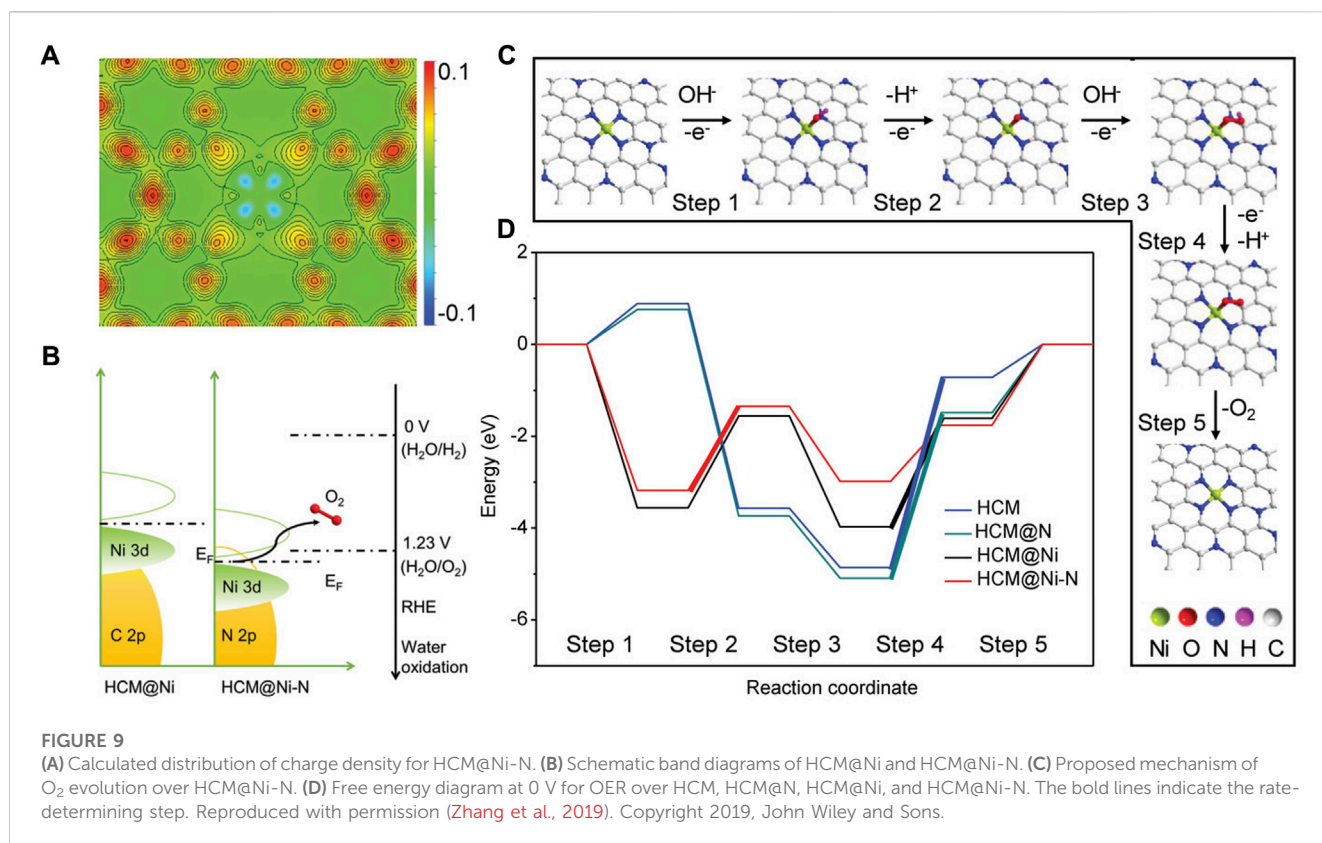 A
0.1
-0.1
B
0 V
(H₂O/H₂)
O₂
1.23 V
(H₂O/O₂)
Ni 3d
E_F
E_F
Ni 3d
RHE
C 2p
N 2p
Water
oxidation
HCM@Ni
HCM@Ni-N
C
OH⁻
-e⁻
Step 1
-H⁺
-e⁻
Step 2
OH⁻
-e⁻
Step 3
-e⁻
-H⁺
Step 4
-O₂
Step 5
Ni O N H C
D
2
0
-2
-4
-6
Energy (eV)
HCM
HCM@N
HCM@Ni
HCM@Ni-N
Step 1 Step 2 Step 3 Step 4 Step 5
Reaction coordinate
FIGURE 9
(A) Calculated distribution of charge density for HCM@Ni-N. (B) Schematic band diagrams of HCM@Ni and HCM@Ni-N. (C) Proposed mechanism of
O₂ evolution over HCM@Ni-N. (D) Free energy diagram at 0 V for OER over HCM, HCM@N, HCM@Ni, and HCM@Ni-N. The bold lines indicate the rate-
determining step. Reproduced with permission (Zhang et al., 2019). Copyright 2019, John Wiley and Sons.